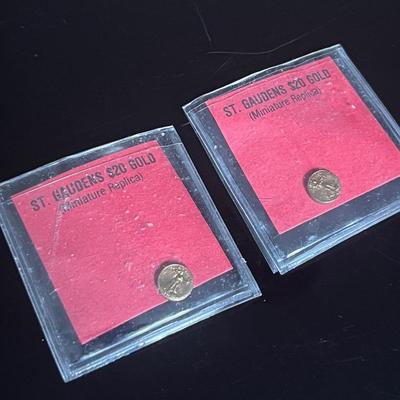 ST. GAUDENS $20 GOLD
(Miniature Replica)
ST. GAUDENS $20 GOLD
(Miniature Replica)